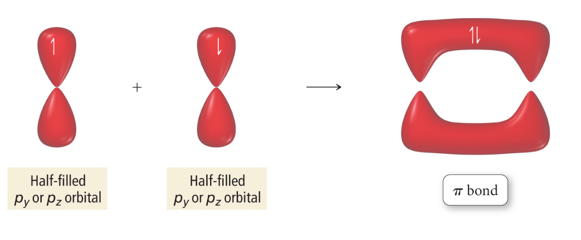 +
Half-filled
py or pz orbital
Half-filled
py or pz orbital
π bond